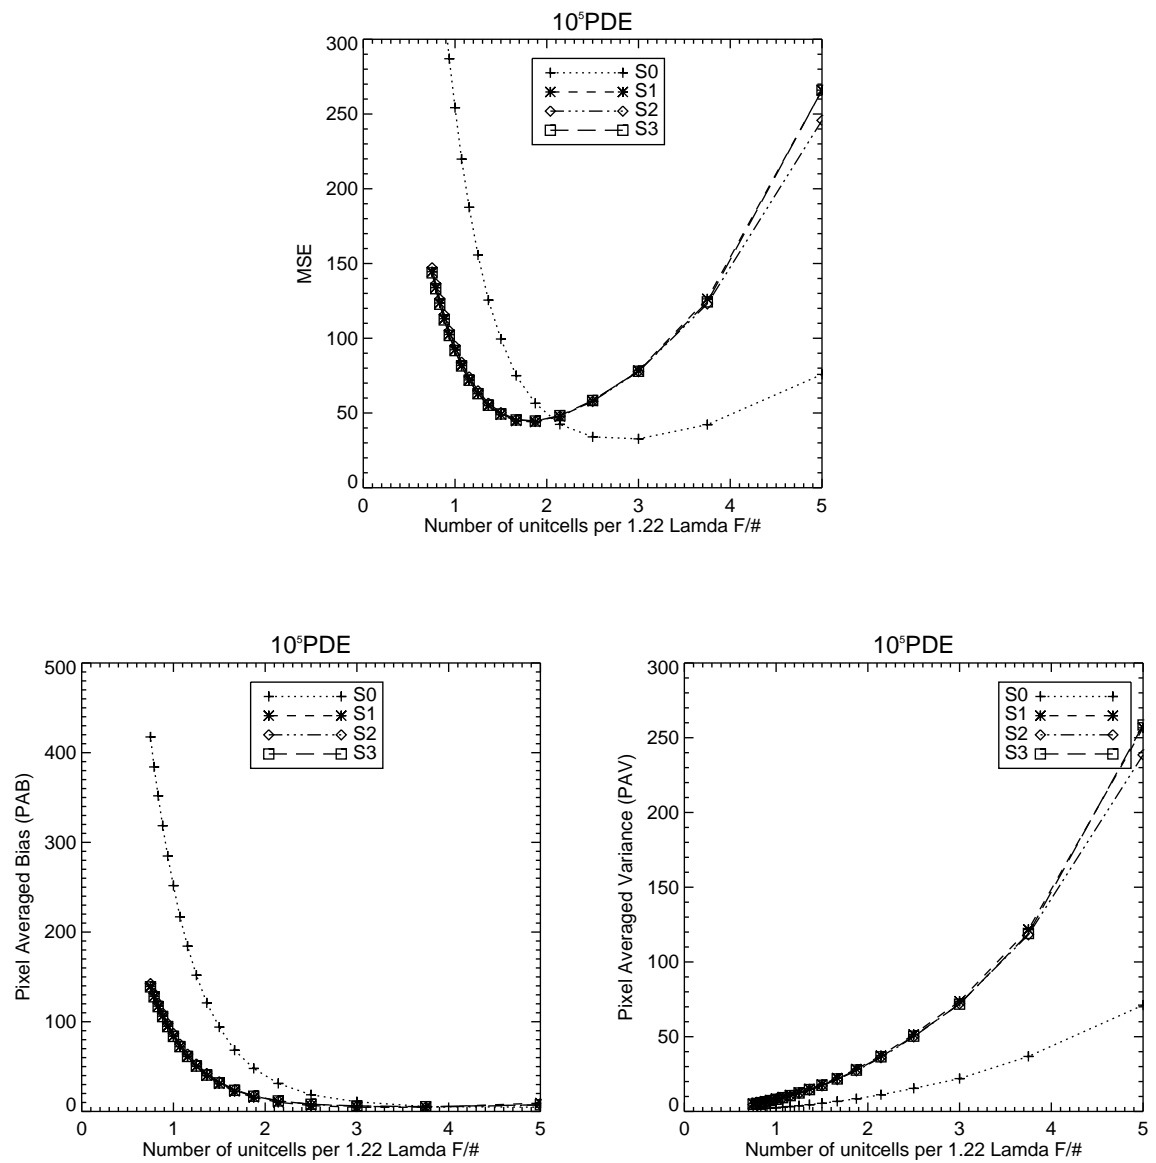 10⁵PDE
300
250
200
150
100
50
0
MSE
S0
S1
S2
S3
0 1 2 3 4 5
Number of unitcells per 1.22 Lamda F/#
10⁵PDE
500
400
300
200
100
0
Pixel Averaged Bias (PAB)
S0
S1
S2
S3
0 1 2 3 4 5
Number of unitcells per 1.22 Lamda F/#
10⁵PDE
300
250
200
150
100
50
0
Pixel Averaged Variance (PAV)
S0
S1
S2
S3
0 1 2 3 4 5
Number of unitcells per 1.22 Lamda F/#